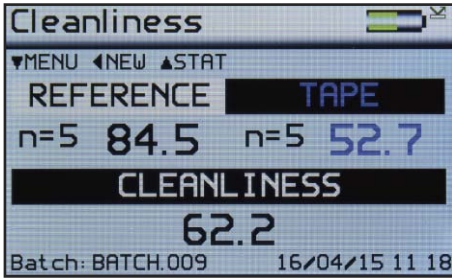 Cleanliness
▼MENU ◀NEW ▲STAT
REFERENCE TAPE
n=5 84.5 n=5 52.7
CLEANLINESS
62.2
Batch: BATCH.009 16/04/15 11 18